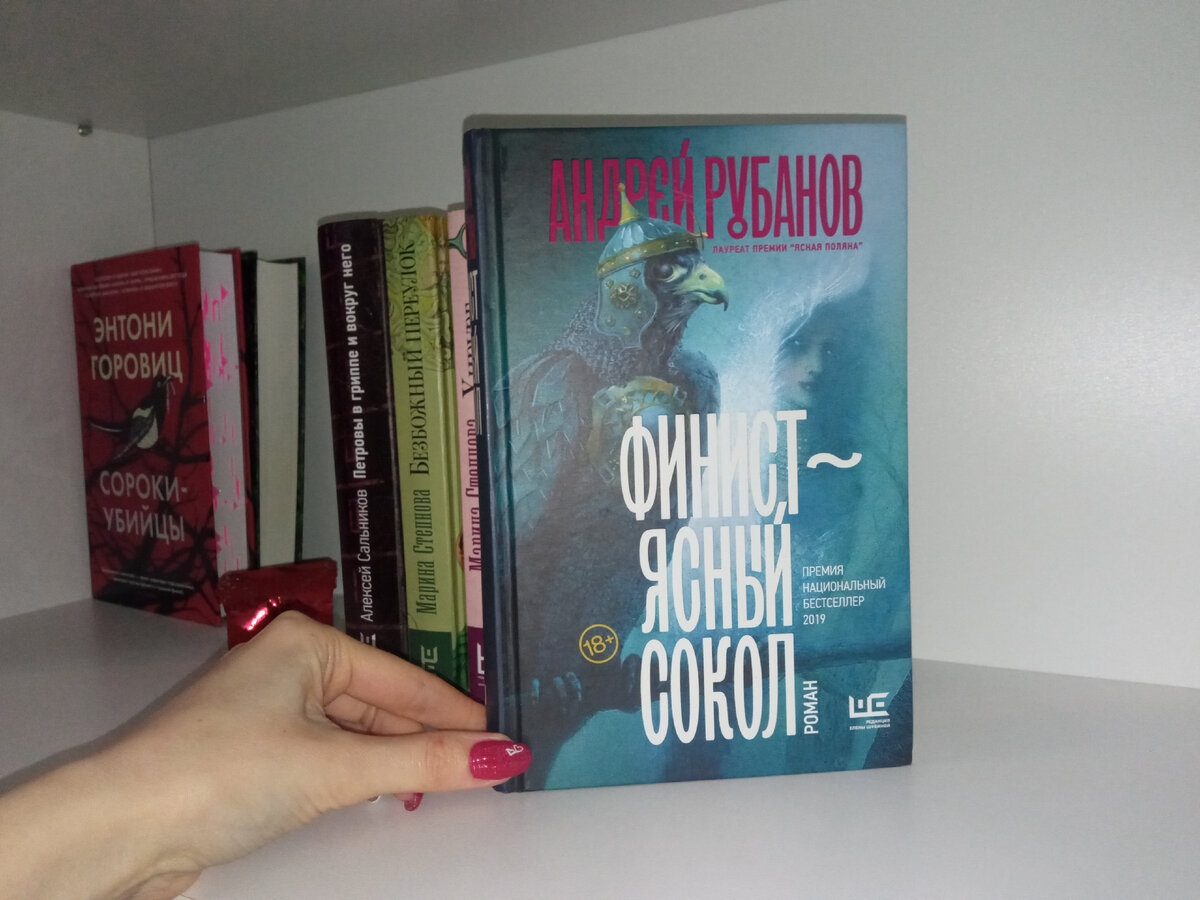 АНДРЕЙ РУБАНОВ
ЛАУРЕАТ ПРЕМИИ "ЯСНАЯ ПОЛЯНА"
ФИНИСТ~
ЯСНЫЙ
СОКОЛ
РОМАН
ПРЕМИЯ
НАЦИОНАЛЬНЫЙ
БЕСТСЕЛЛЕР
2019
18+
РЕДАКЦИЯ
ЕЛЕНЫ ШУБИНОЙ
ЭНТОНИ
ГОРОВИЦ
СОРОКИ-
УБИЙЦЫ
Алексей Сальников Петровы в гриппе и вокруг него
Марина Степнова Безбожный переулок
Марина Степнова